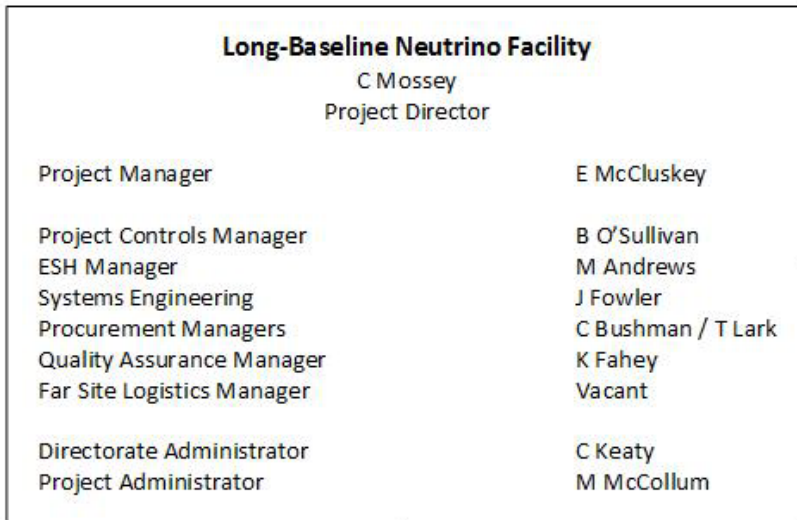 Long-Baseline Neutrino Facility
C Mossey
Project Director
Project Manager E McCluskey
Project Controls Manager B O’Sullivan
ESH Manager M Andrews
Systems Engineering J Fowler
Procurement Managers C Bushman / T Lark
Quality Assurance Manager K Fahey
Far Site Logistics Manager Vacant
Directorate Administrator C Keaty
Project Administrator M McCollum